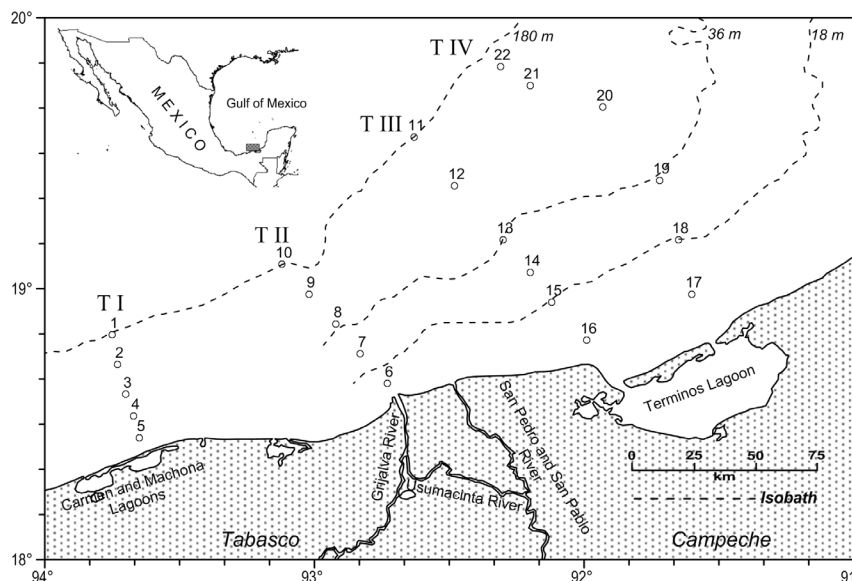 20°
180 m
36 m
18 m
T IV
22
21
20
MEXICO
Gulf of Mexico
T III
11
12
19
13
18
T II
10
14
9
17
15
19°
8
T I
1
16
7
2
6
3
4
5
Terminos Lagoon
San Pedro and San Pablo
River
Grijalva River
Carmen and Machona
Lagoons
sumacinta River
0 25 50 75
km
Isobath
Tabasco
Campeche
18°
94°
93°
92°
91